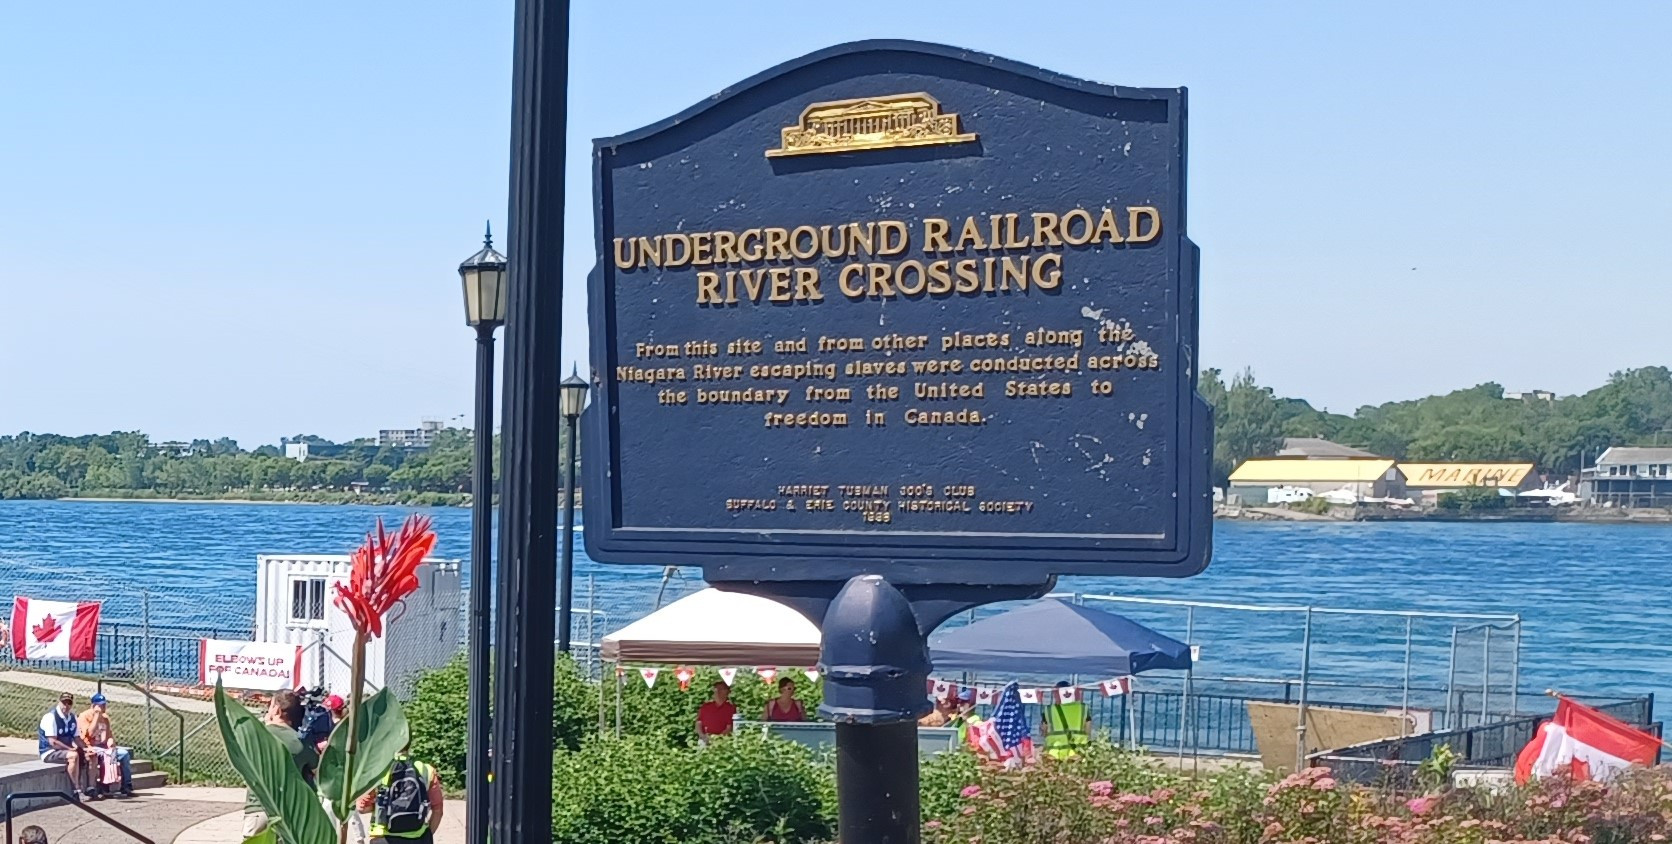 UNDERGROUND RAILROAD
RIVER CROSSING
From this site and from other places along the
Niagara River escaping slaves were conducted across
the boundary from the United States to
freedom in Canada.
HARRIET TUBMAN 300'S CLUB
BUFFALO & ERIE COUNTY HISTORICAL SOCIETY
ELBOWS UP
FOR CANADA!
MARINE